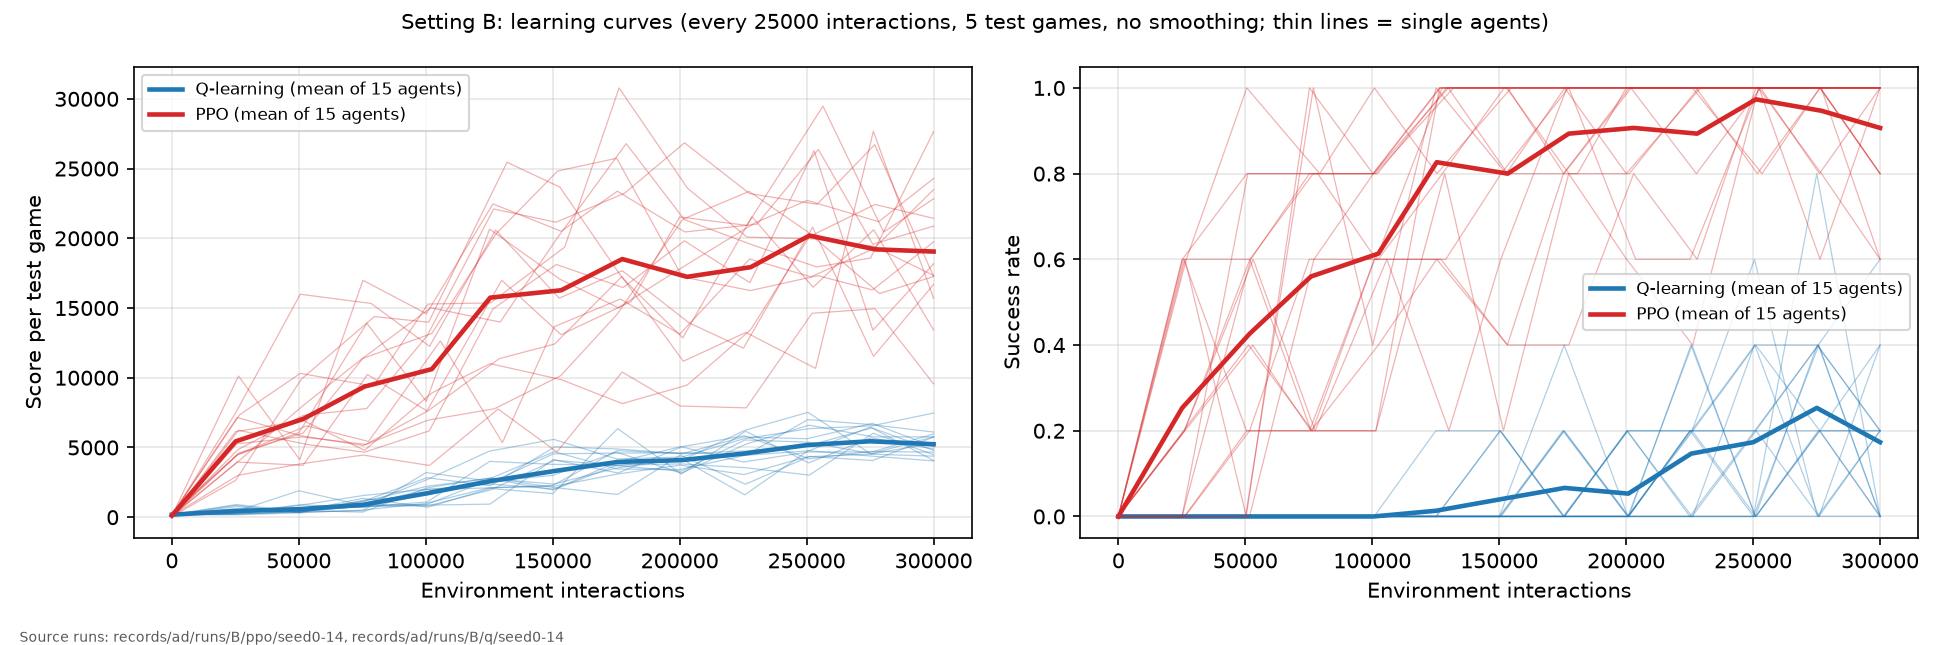 Setting B: learning curves (every 25000 interactions, 5 test games, no smoothing; thin lines = single agents)
Q-learning (mean of 15 agents)
PPO (mean of 15 agents)
Score per test game
30000
25000
20000
15000
10000
5000
0
0 50000 100000 150000 200000 250000 300000
Environment interactions
Success rate
1.0
0.8
0.6
0.4
0.2
0.0
Q-learning (mean of 15 agents)
PPO (mean of 15 agents)
0 50000 100000 150000 200000 250000 300000
Environment interactions
Source runs: records/ad/runs/B/ppo/seed0-14, records/ad/runs/B/q/seed0-14